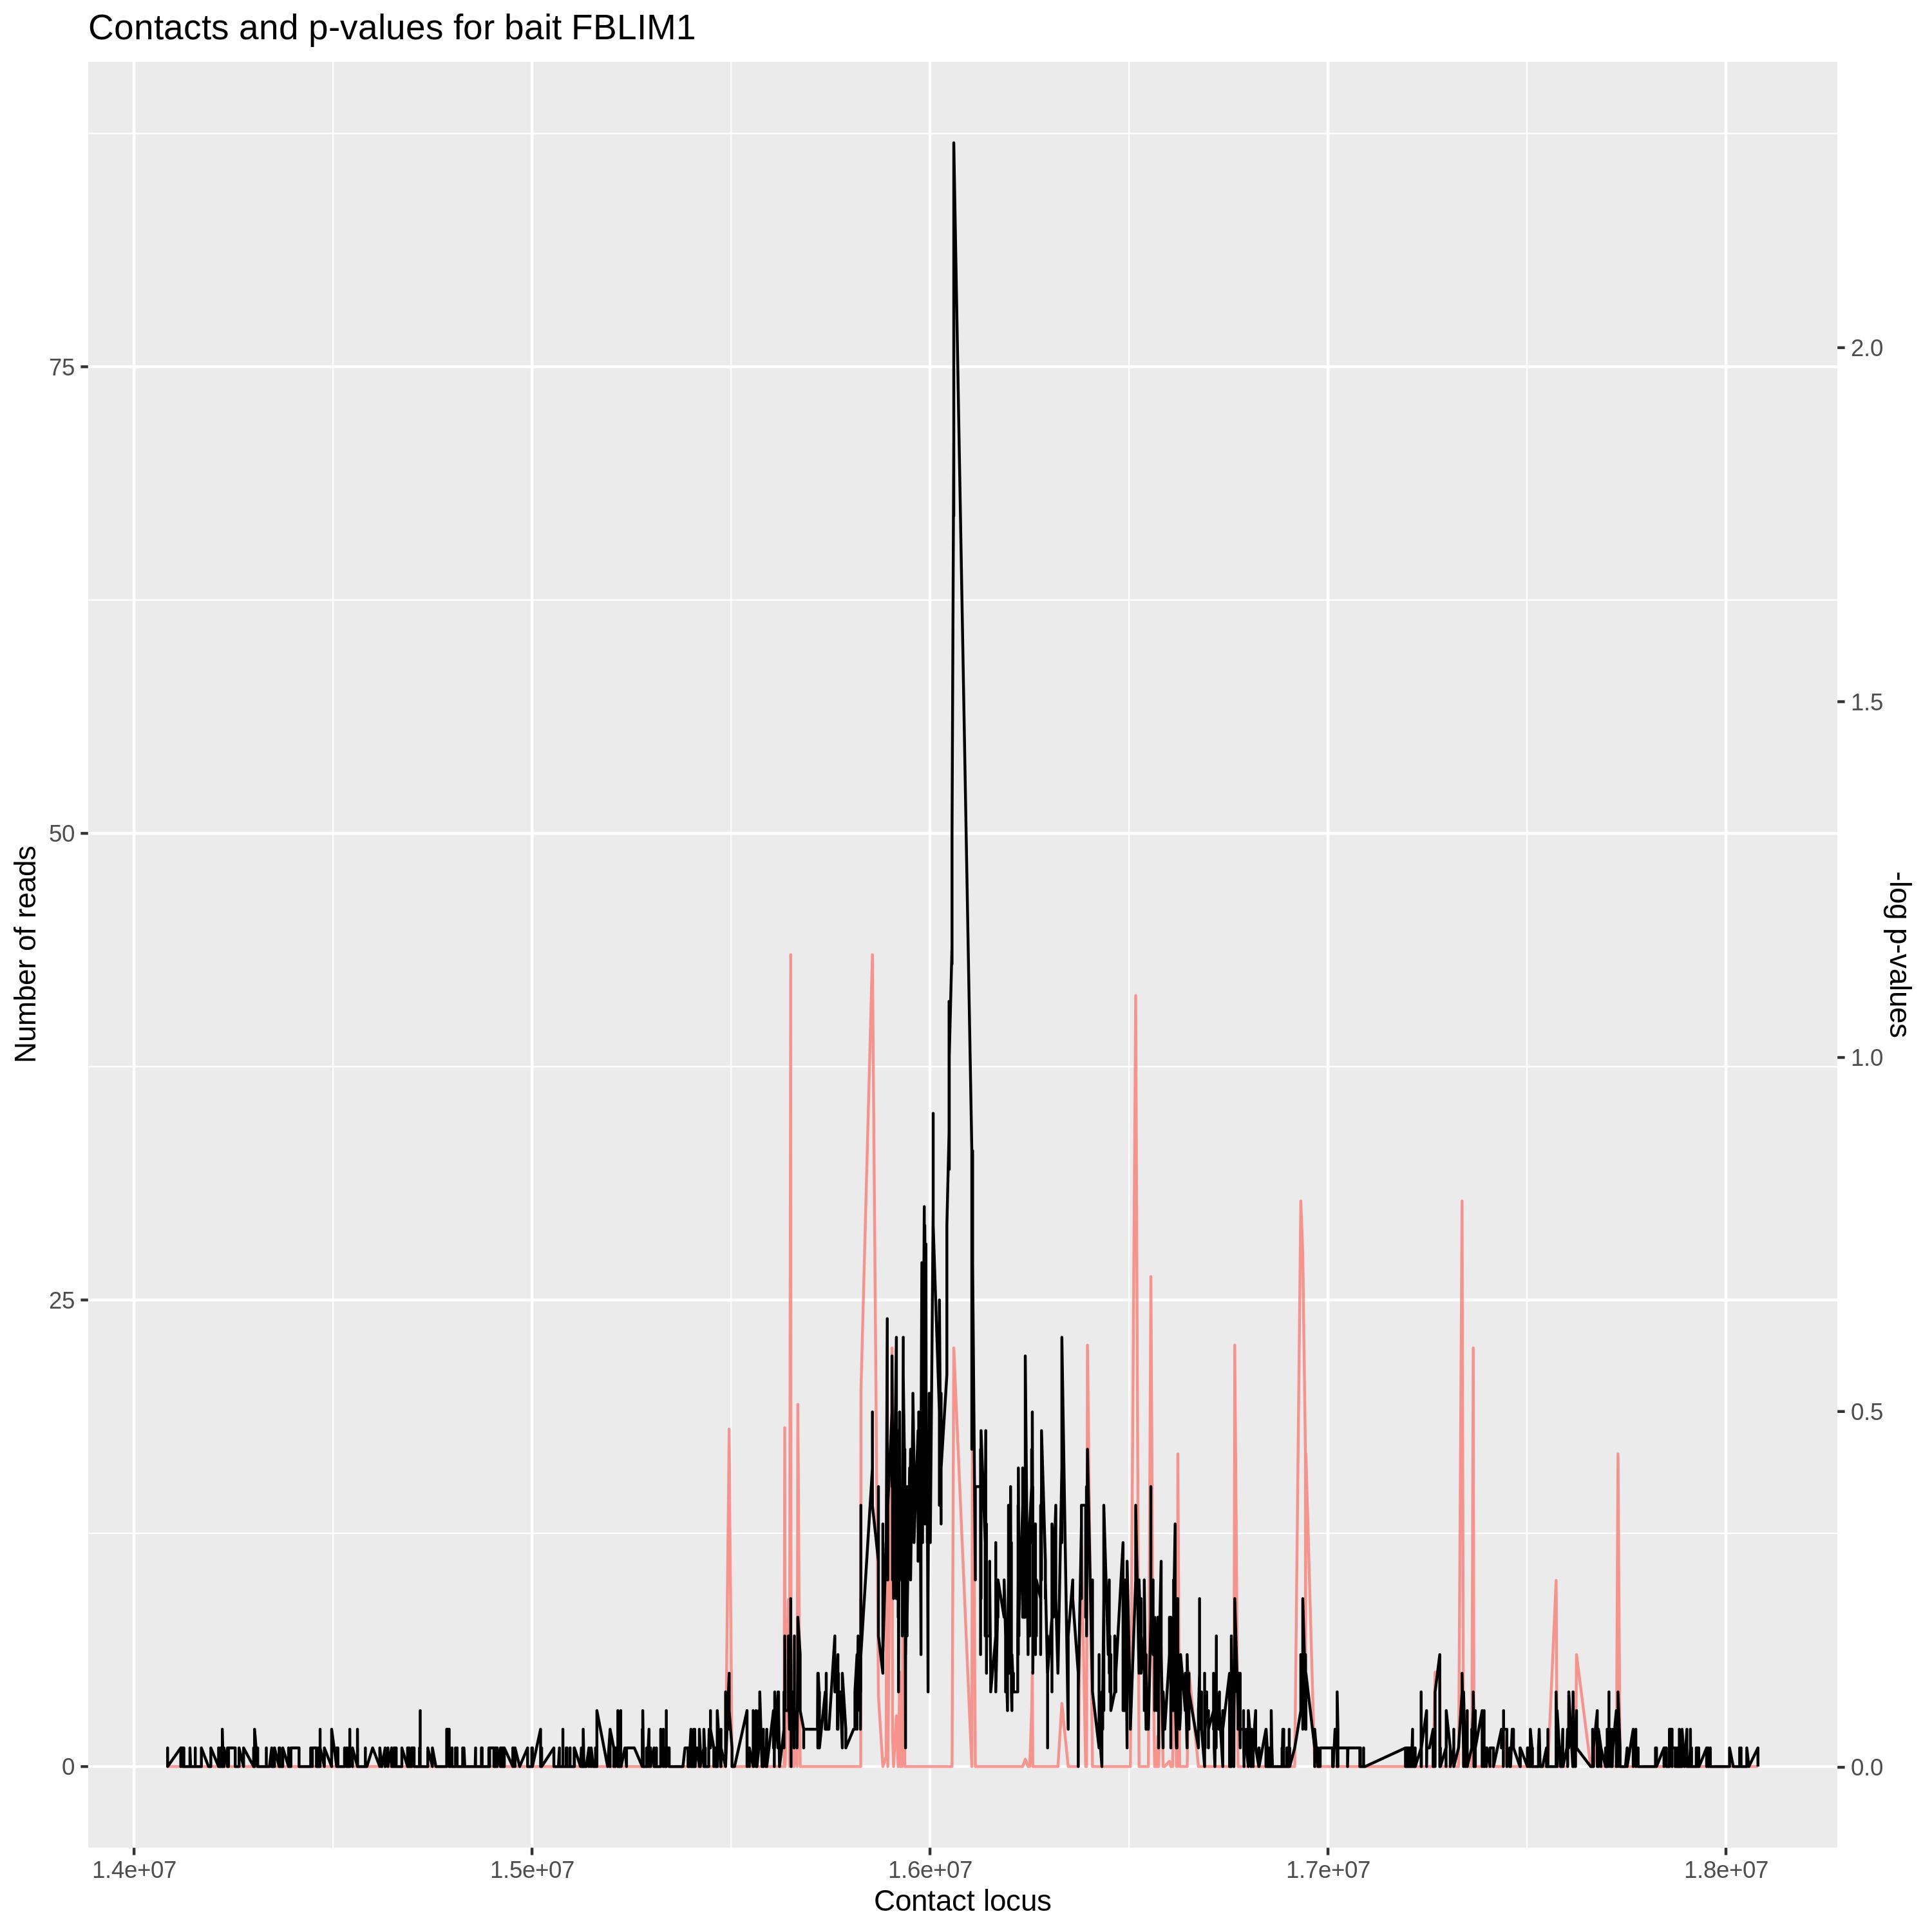 Contacts and p-values for bait FBLIM1
75
50
25
0
Number of reads
2.0
1.5
1.0
0.5
0.0
-log p-values
1.4e+07 1.5e+07 1.6e+07 1.7e+07 1.8e+07
Contact locus